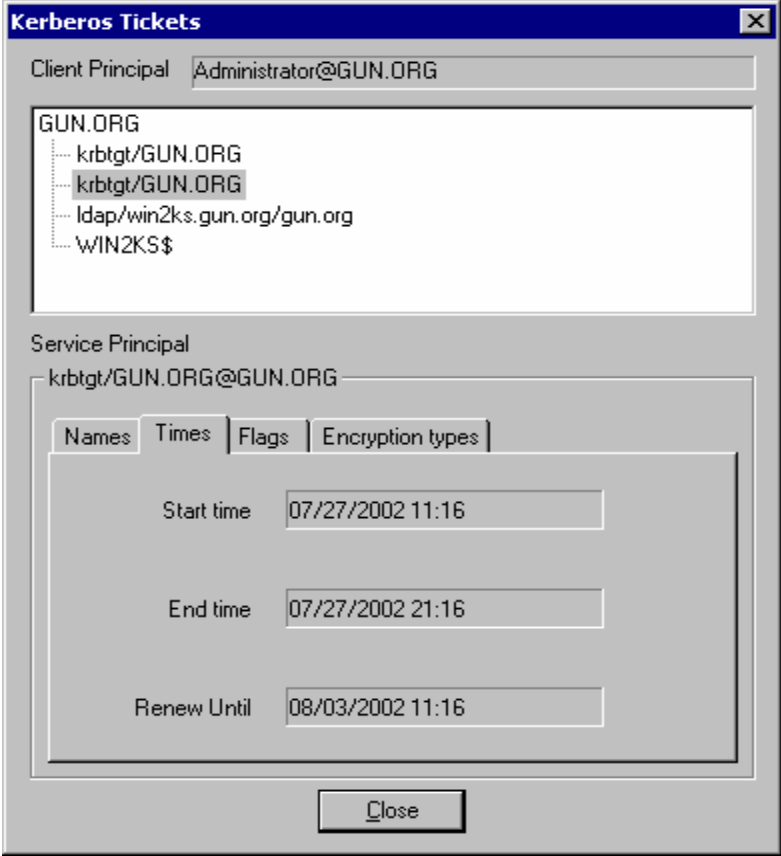 Kerberos Tickets
Client Principal Administrator@GUN.ORG
GUN.ORG
krbtgt/GUN.ORG
krbtgt/GUN.ORG
ldap/win2ks.gun.org/gun.org
WIN2KS$
Service Principal
krbtgt/GUN.ORG@GUN.ORG
Names Times Flags Encryption types
Start time 07/27/2002 11:16
End time 07/27/2002 21:16
Renew Until 08/03/2002 11:16
Close